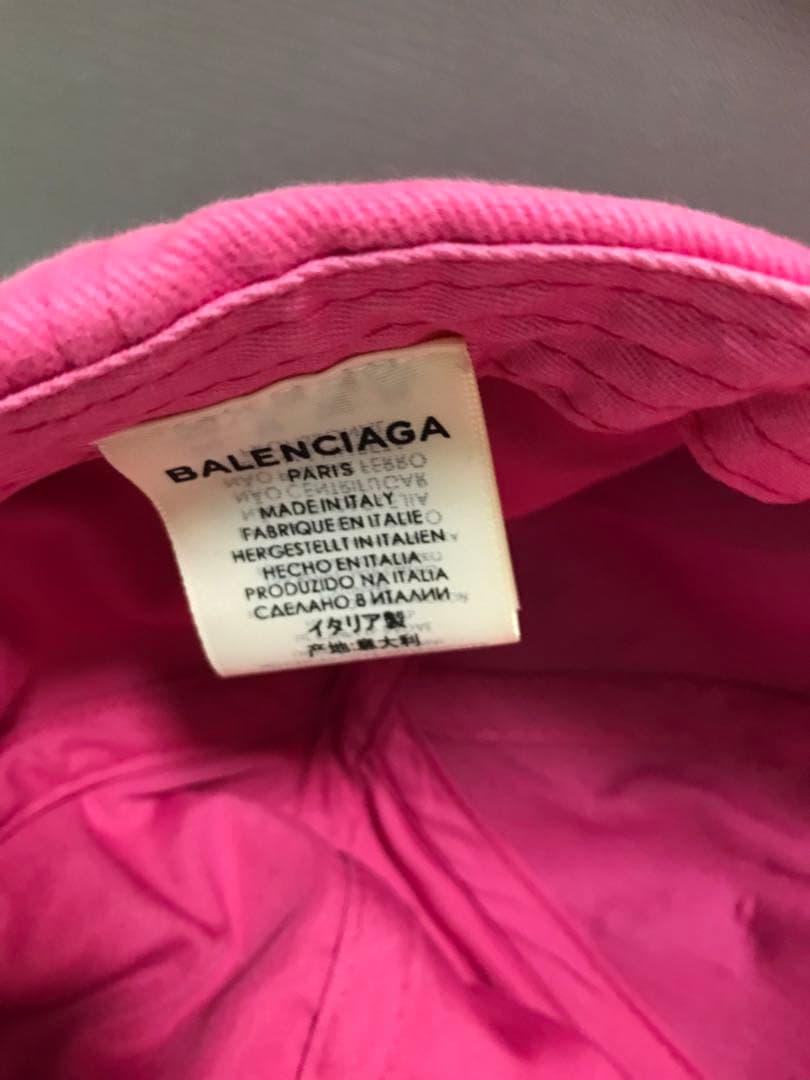 BALENCIAGA
PARIS
MADE IN ITALY
FABRIQUE EN ITALIE
HERGESTELLT IN ITALIEN
HECHO EN ITALIA
PRODUZIDO NA ITALIA
СДЕЛАНО В ИТАЛИИ
イタリア製
产地:意大利